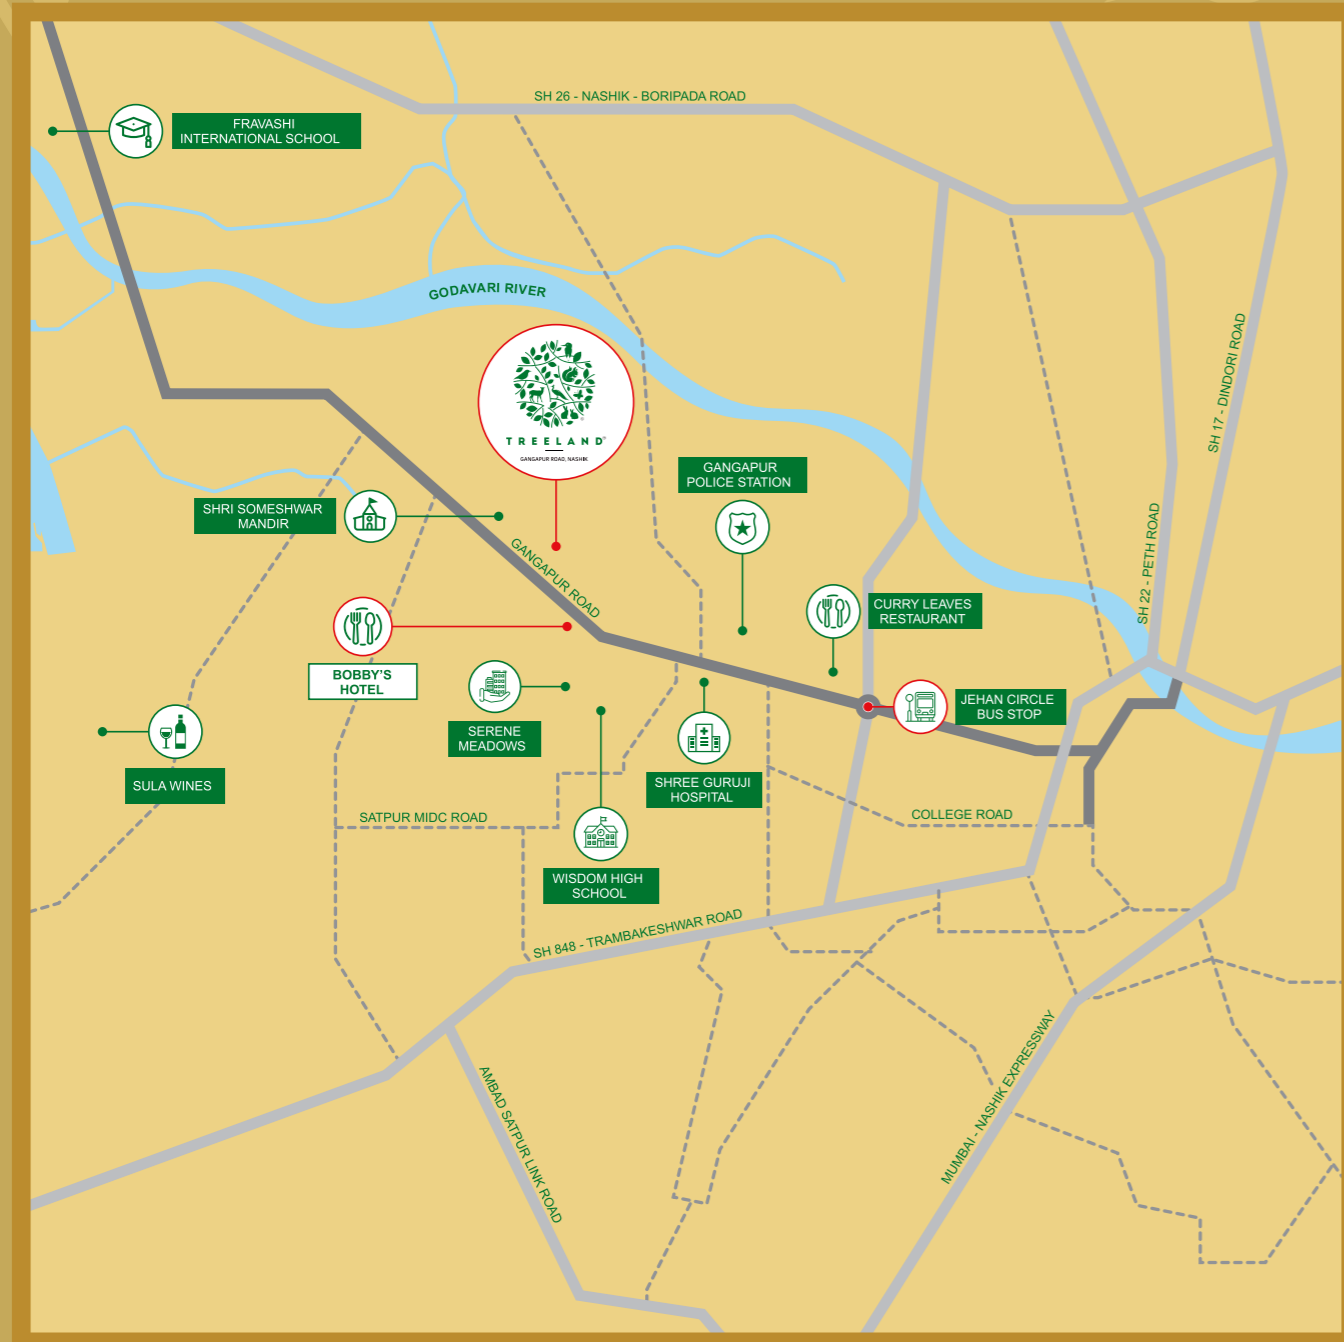 SH 26 - NASHIK - BORIPADA ROAD
FRAVASHI
INTERNATIONAL SCHOOL
GODAVARI RIVER
SH 17 - DINDORI ROAD
TREELAND
GANGAPUR ROAD, NASHIK
GANGAPUR
POLICE STATION
SHRI SOMESHWAR
MANDIR
GANGAPUR ROAD
SH 22 - PETH ROAD
CURRY LEAVES
RESTAURANT
BOBBY'S
HOTEL
JEHAN CIRCLE
BUS STOP
SERENE
MEADOWS
SULA WINES
SHREE GURUJI
HOSPITAL
SATPUR MIDC ROAD
COLLEGE ROAD
WISDOM HIGH
SCHOOL
SH 848 - TRAMBAKESHWAR ROAD
AMBAD SATPUR LINK ROAD
MUMBAI - NASHIK EXPRESSWAY